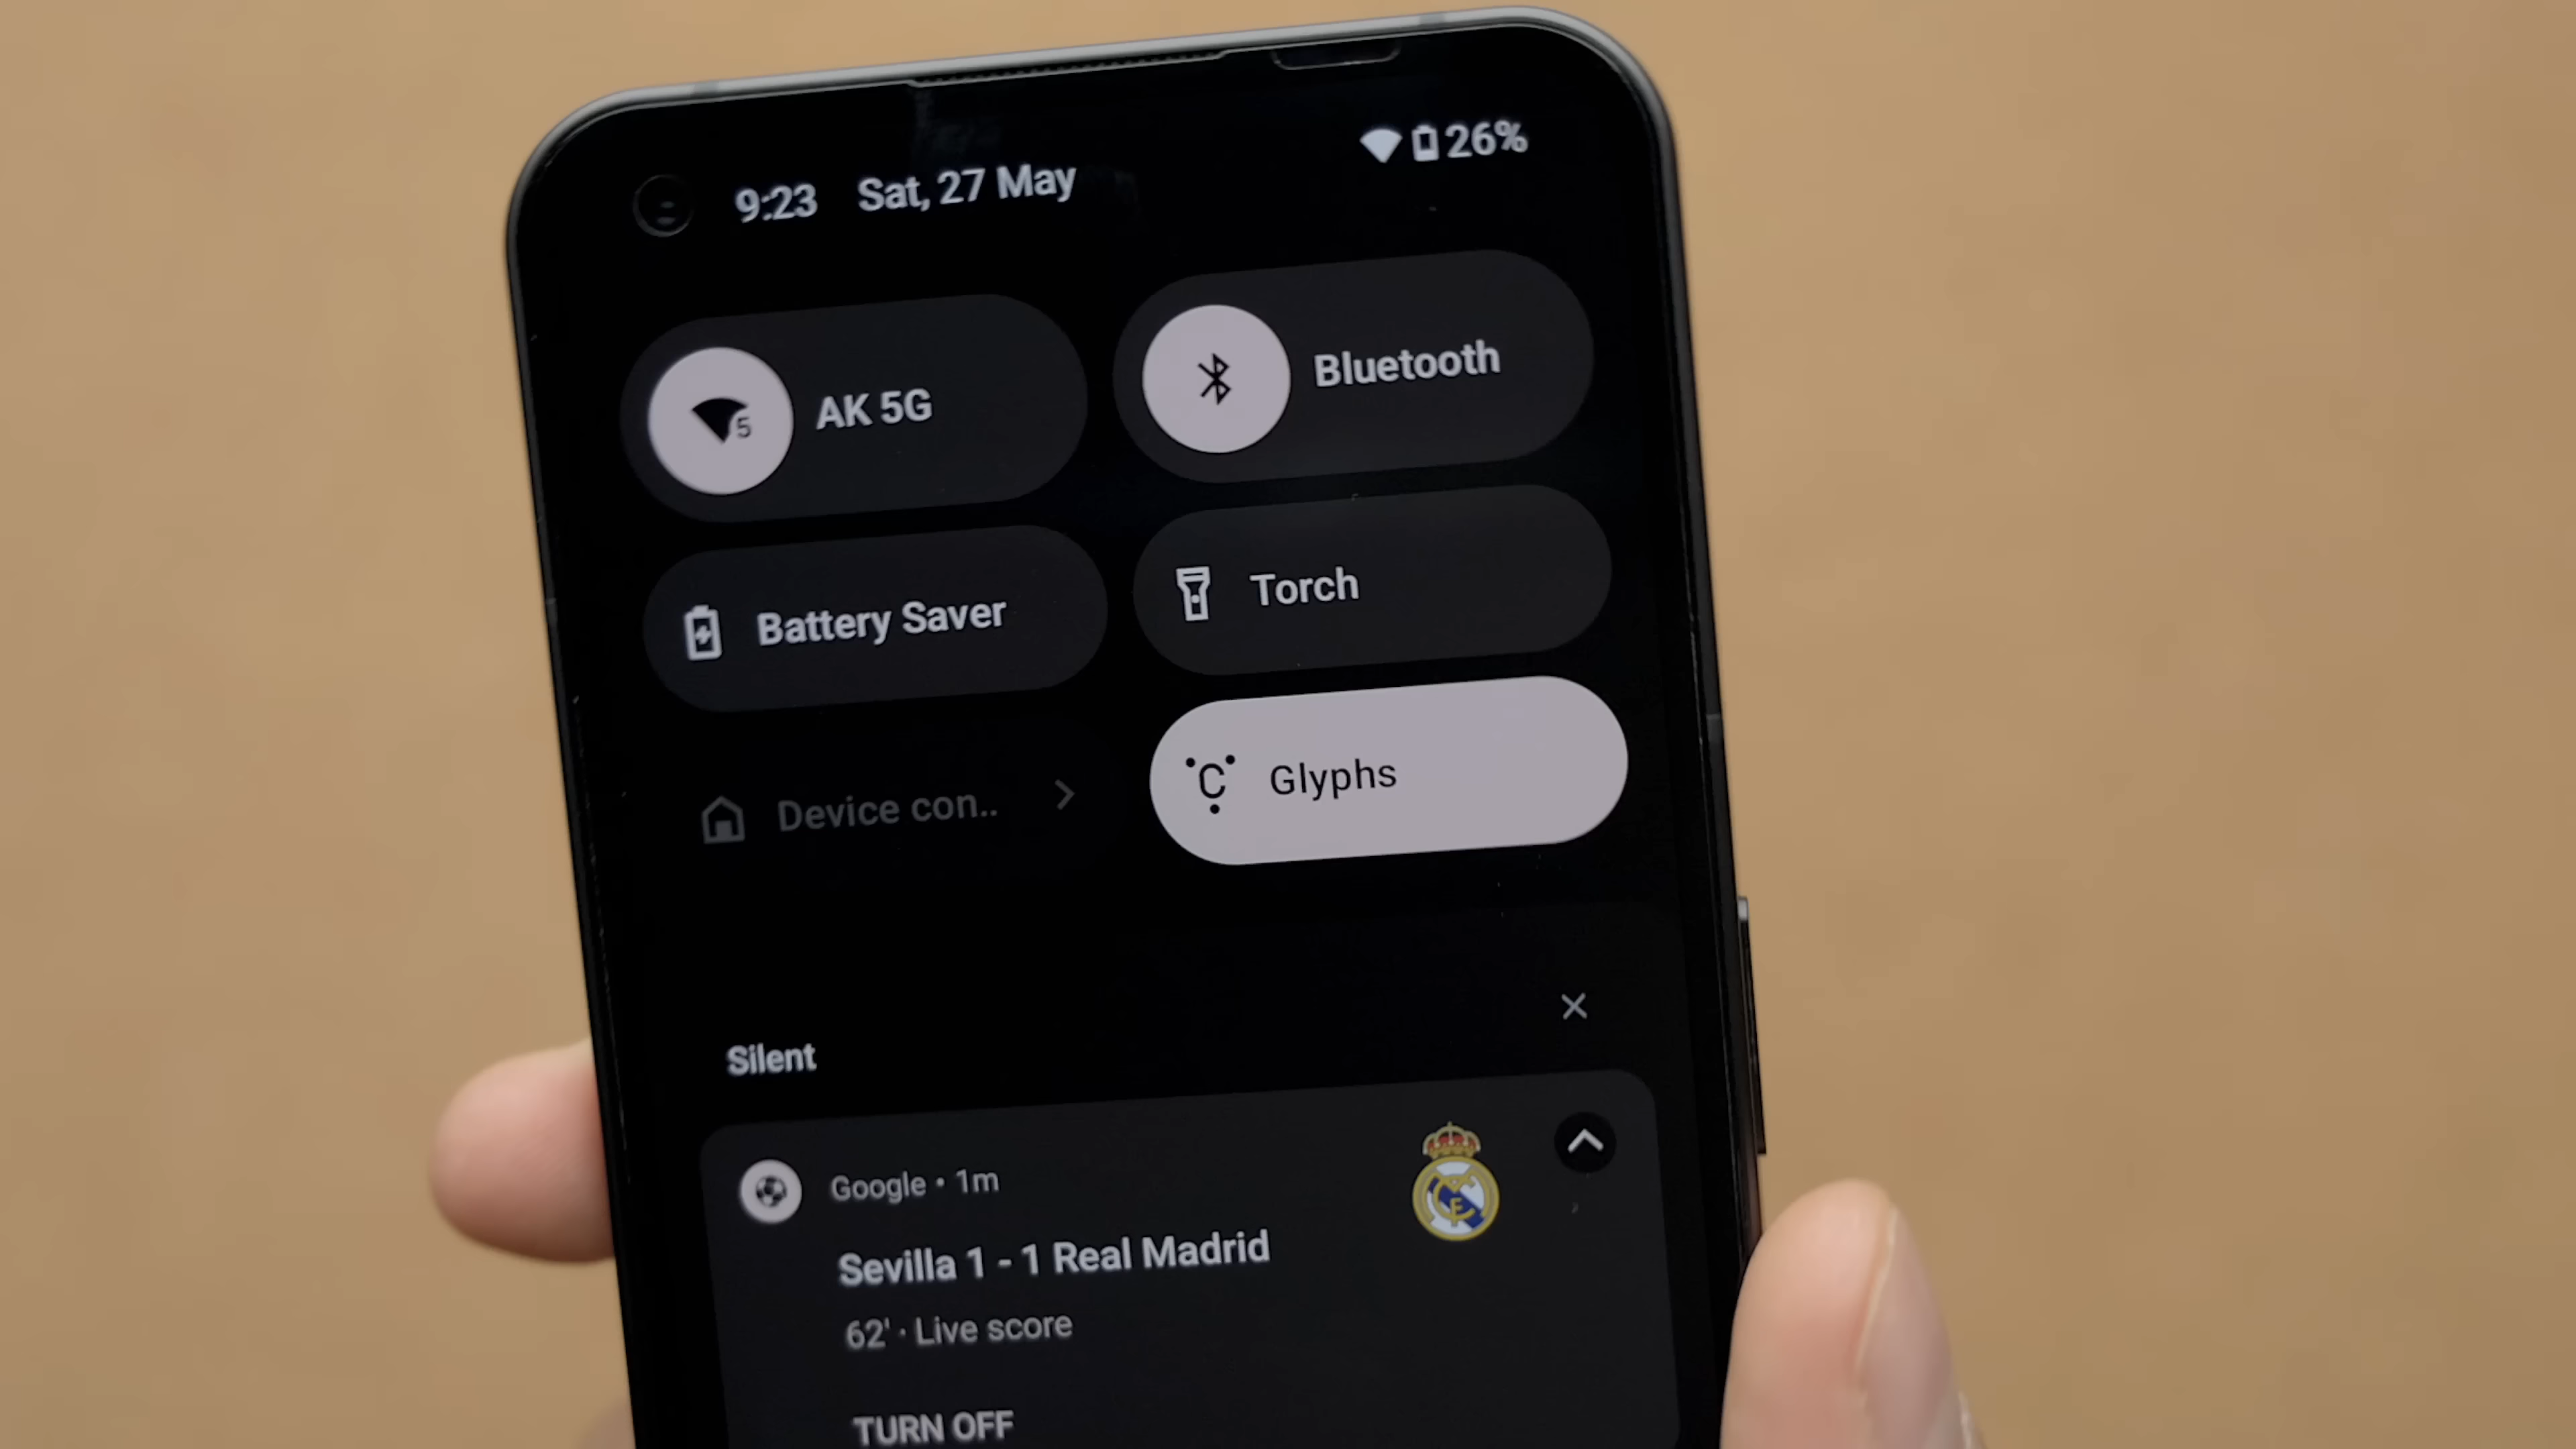 9:23 Sat, 27 May 26%
AK 5G
Bluetooth
Battery Saver
Torch
Device con..
Glyphs
Silent
Google • 1m
Sevilla 1 - 1 Real Madrid
62' · Live score
TURN OFF